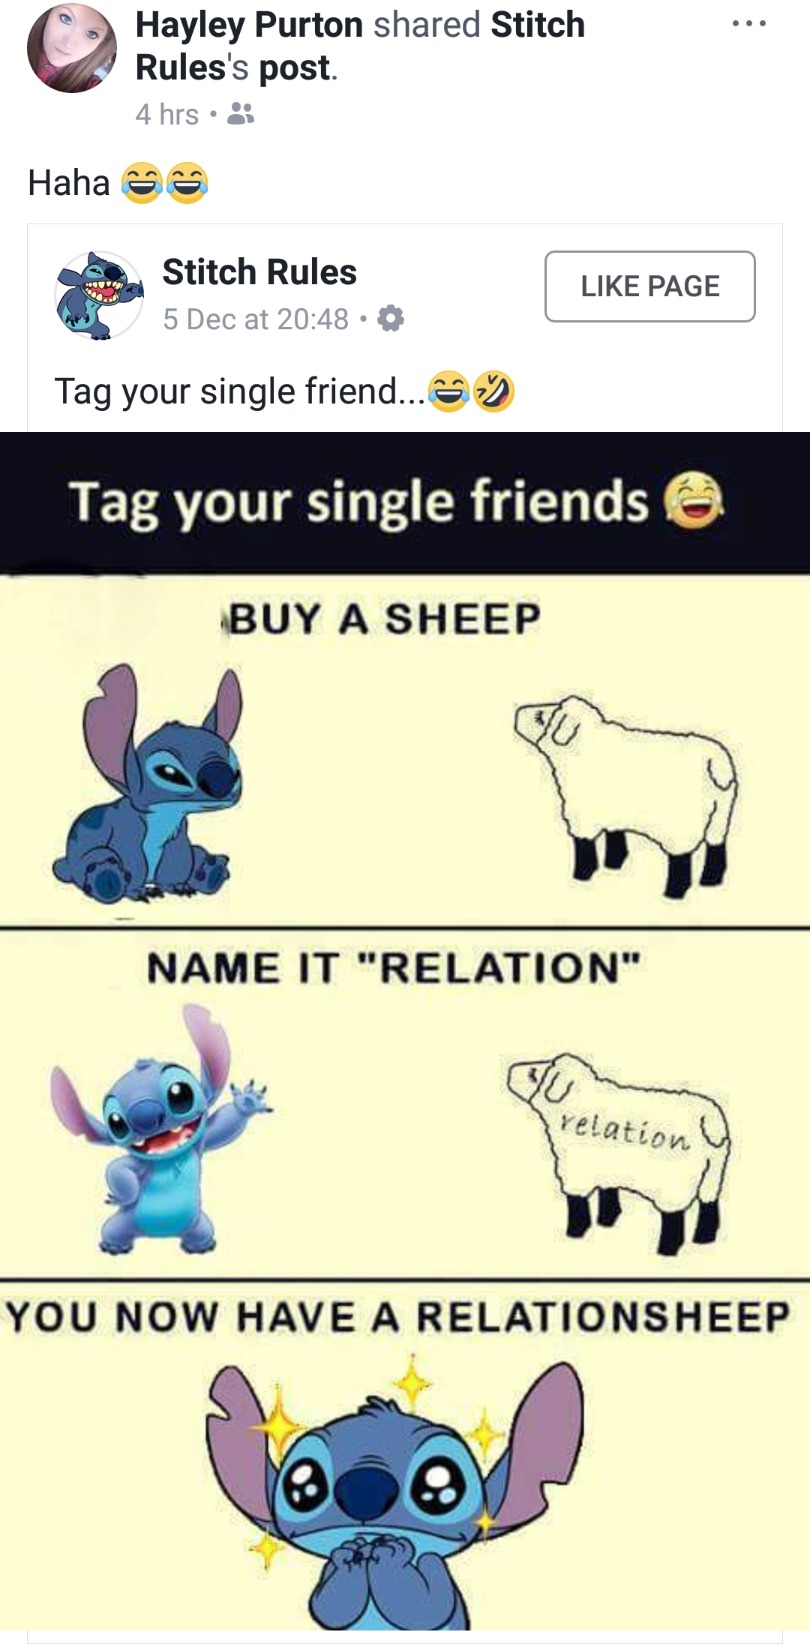 Hayley Purton shared Stitch
Rules's post.
4 hrs •
Haha 😂😂
Stitch Rules
LIKE PAGE
5 Dec at 20:48 •
Tag your single friend...😂🤣
Tag your single friends 😂
BUY A SHEEP
NAME IT "RELATION"
relation
YOU NOW HAVE A RELATIONSHEEP